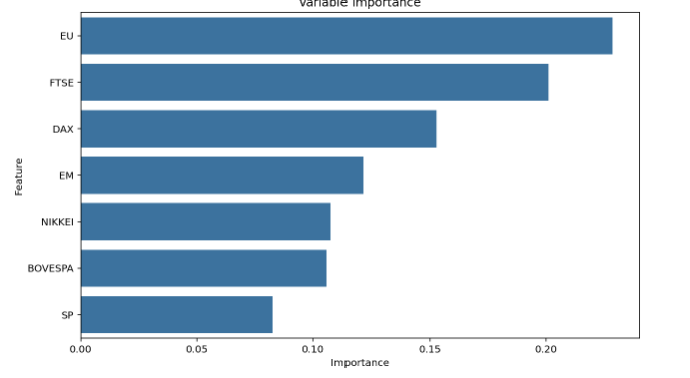 Variable Importance
EU
FTSE
DAX
EM
NIKKEI
BOVESPA
SP
Feature
0.00 0.05 0.10 0.15 0.20
Importance